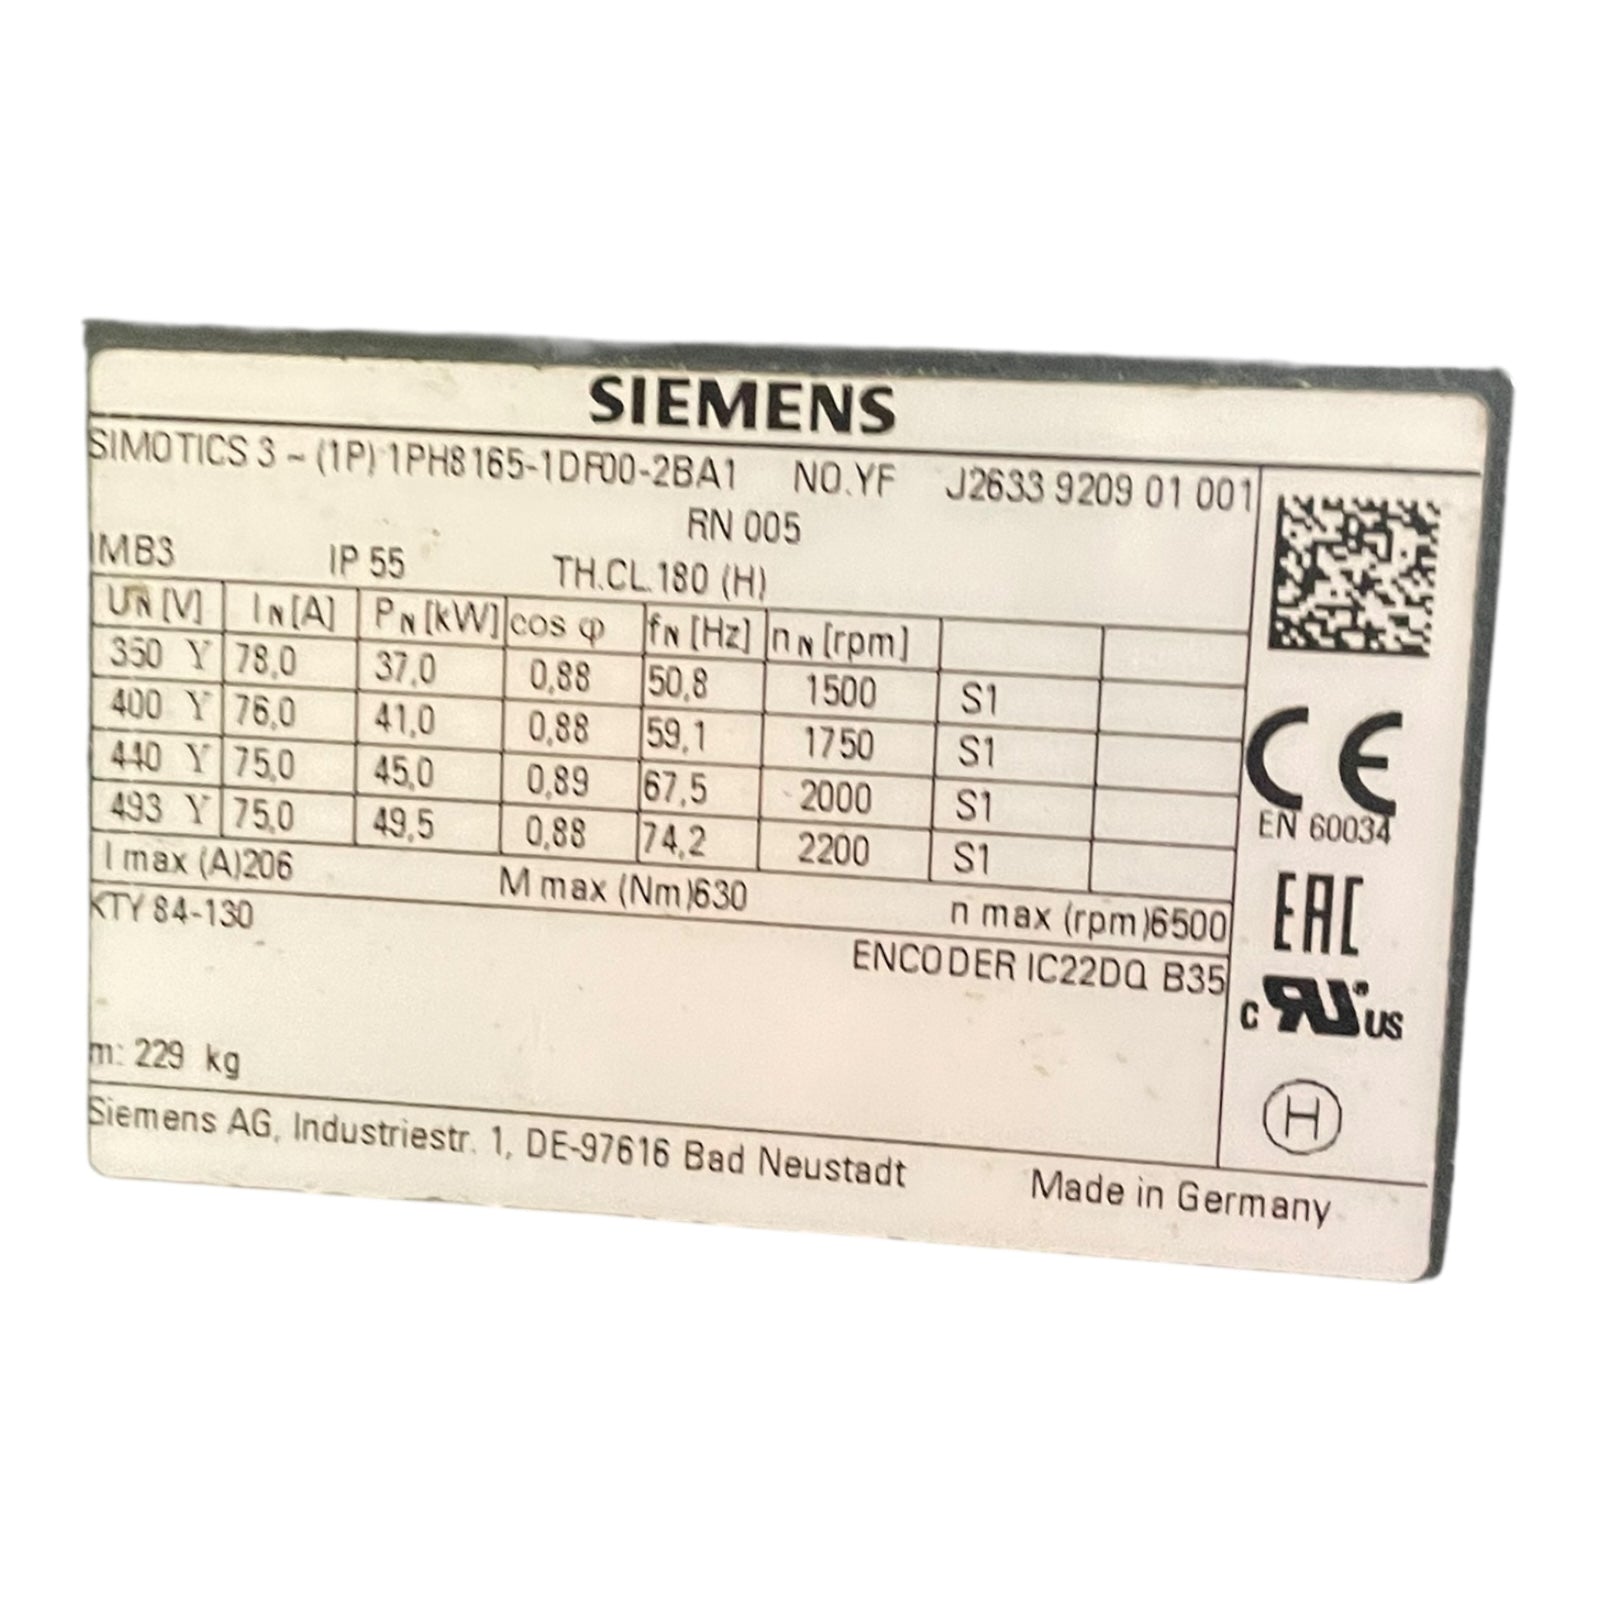 SIEMENS
SIMOTICS 3 ~ (1P) 1PH8165-1DF00-2BA1 NO.YF J2633 9209 01 001
RN 005
IMB3 IP 55 TH.CL.180 (H)
UN [V] IN [A] PN [kW] cos φ fN [Hz] nN [rpm]
350 Y 78,0 37,0 0,88 50,8 1500 S1
400 Y 76,0 41,0 0,88 59,1 1750 S1
440 Y 75,0 45,0 0,89 67,5 2000 S1
493 Y 75,0 49,5 0,88 74,2 2200 S1
I max (A)206 M max (Nm)630 n max (rpm)6500
KTY 84-130
ENCODER IC22DQ B35
m: 229 kg
Siemens AG, Industriestr. 1, DE-97616 Bad Neustadt
Made in Germany
CE
EN 60034
EAC
c RU ® US
H